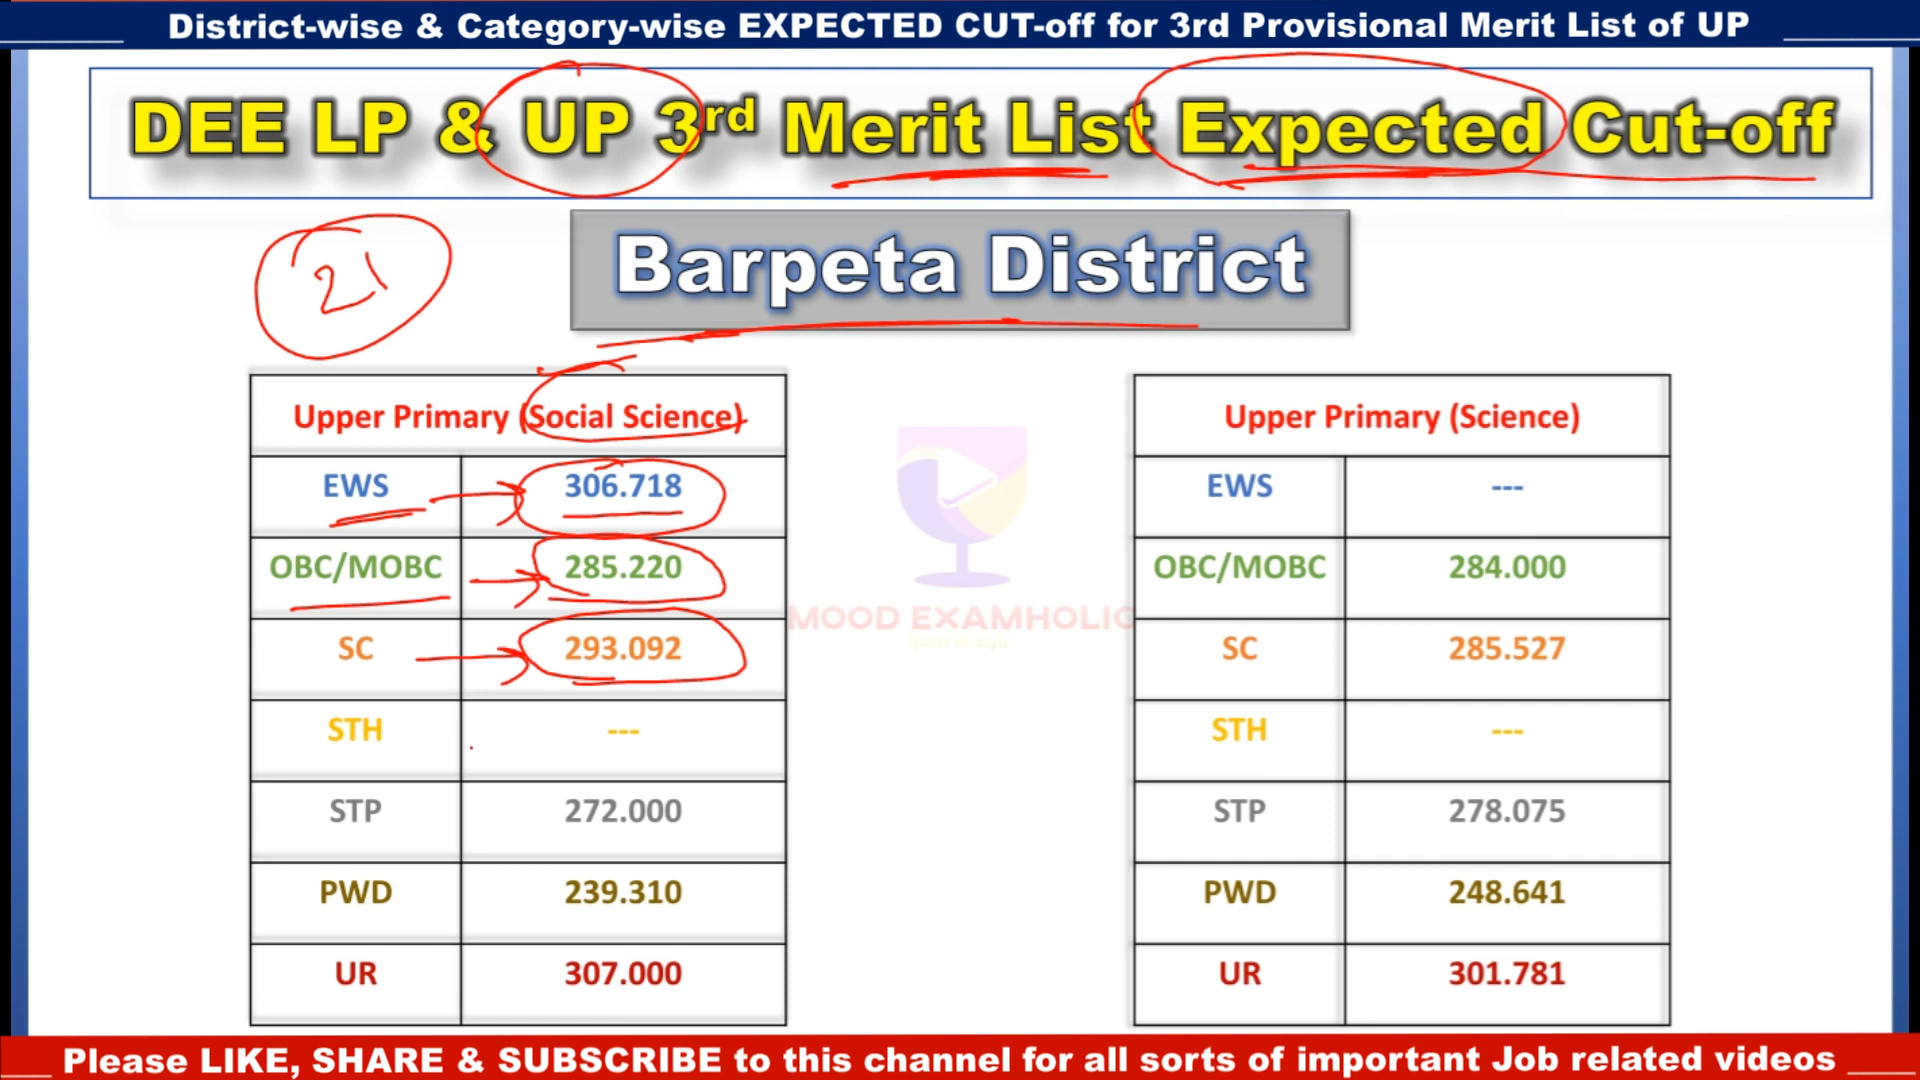 District-wise & Category-wise EXPECTED CUT-off for 3rd Provisional Merit List of UP
DEE LP & UP 3rd Merit List Expected Cut-off
21
Barpeta District
Upper Primary (Social Science)
EWS 306.718
OBC/MOBC 285.220
SC 293.092
STH ---
STP 272.000
PWD 239.310
UR 307.000
MOOD EXAMHOLIC
Upper Primary (Science)
EWS ---
OBC/MOBC 284.000
SC 285.527
STH ---
STP 278.075
PWD 248.641
UR 301.781
Please LIKE, SHARE & SUBSCRIBE to this channel for all sorts of important Job related videos